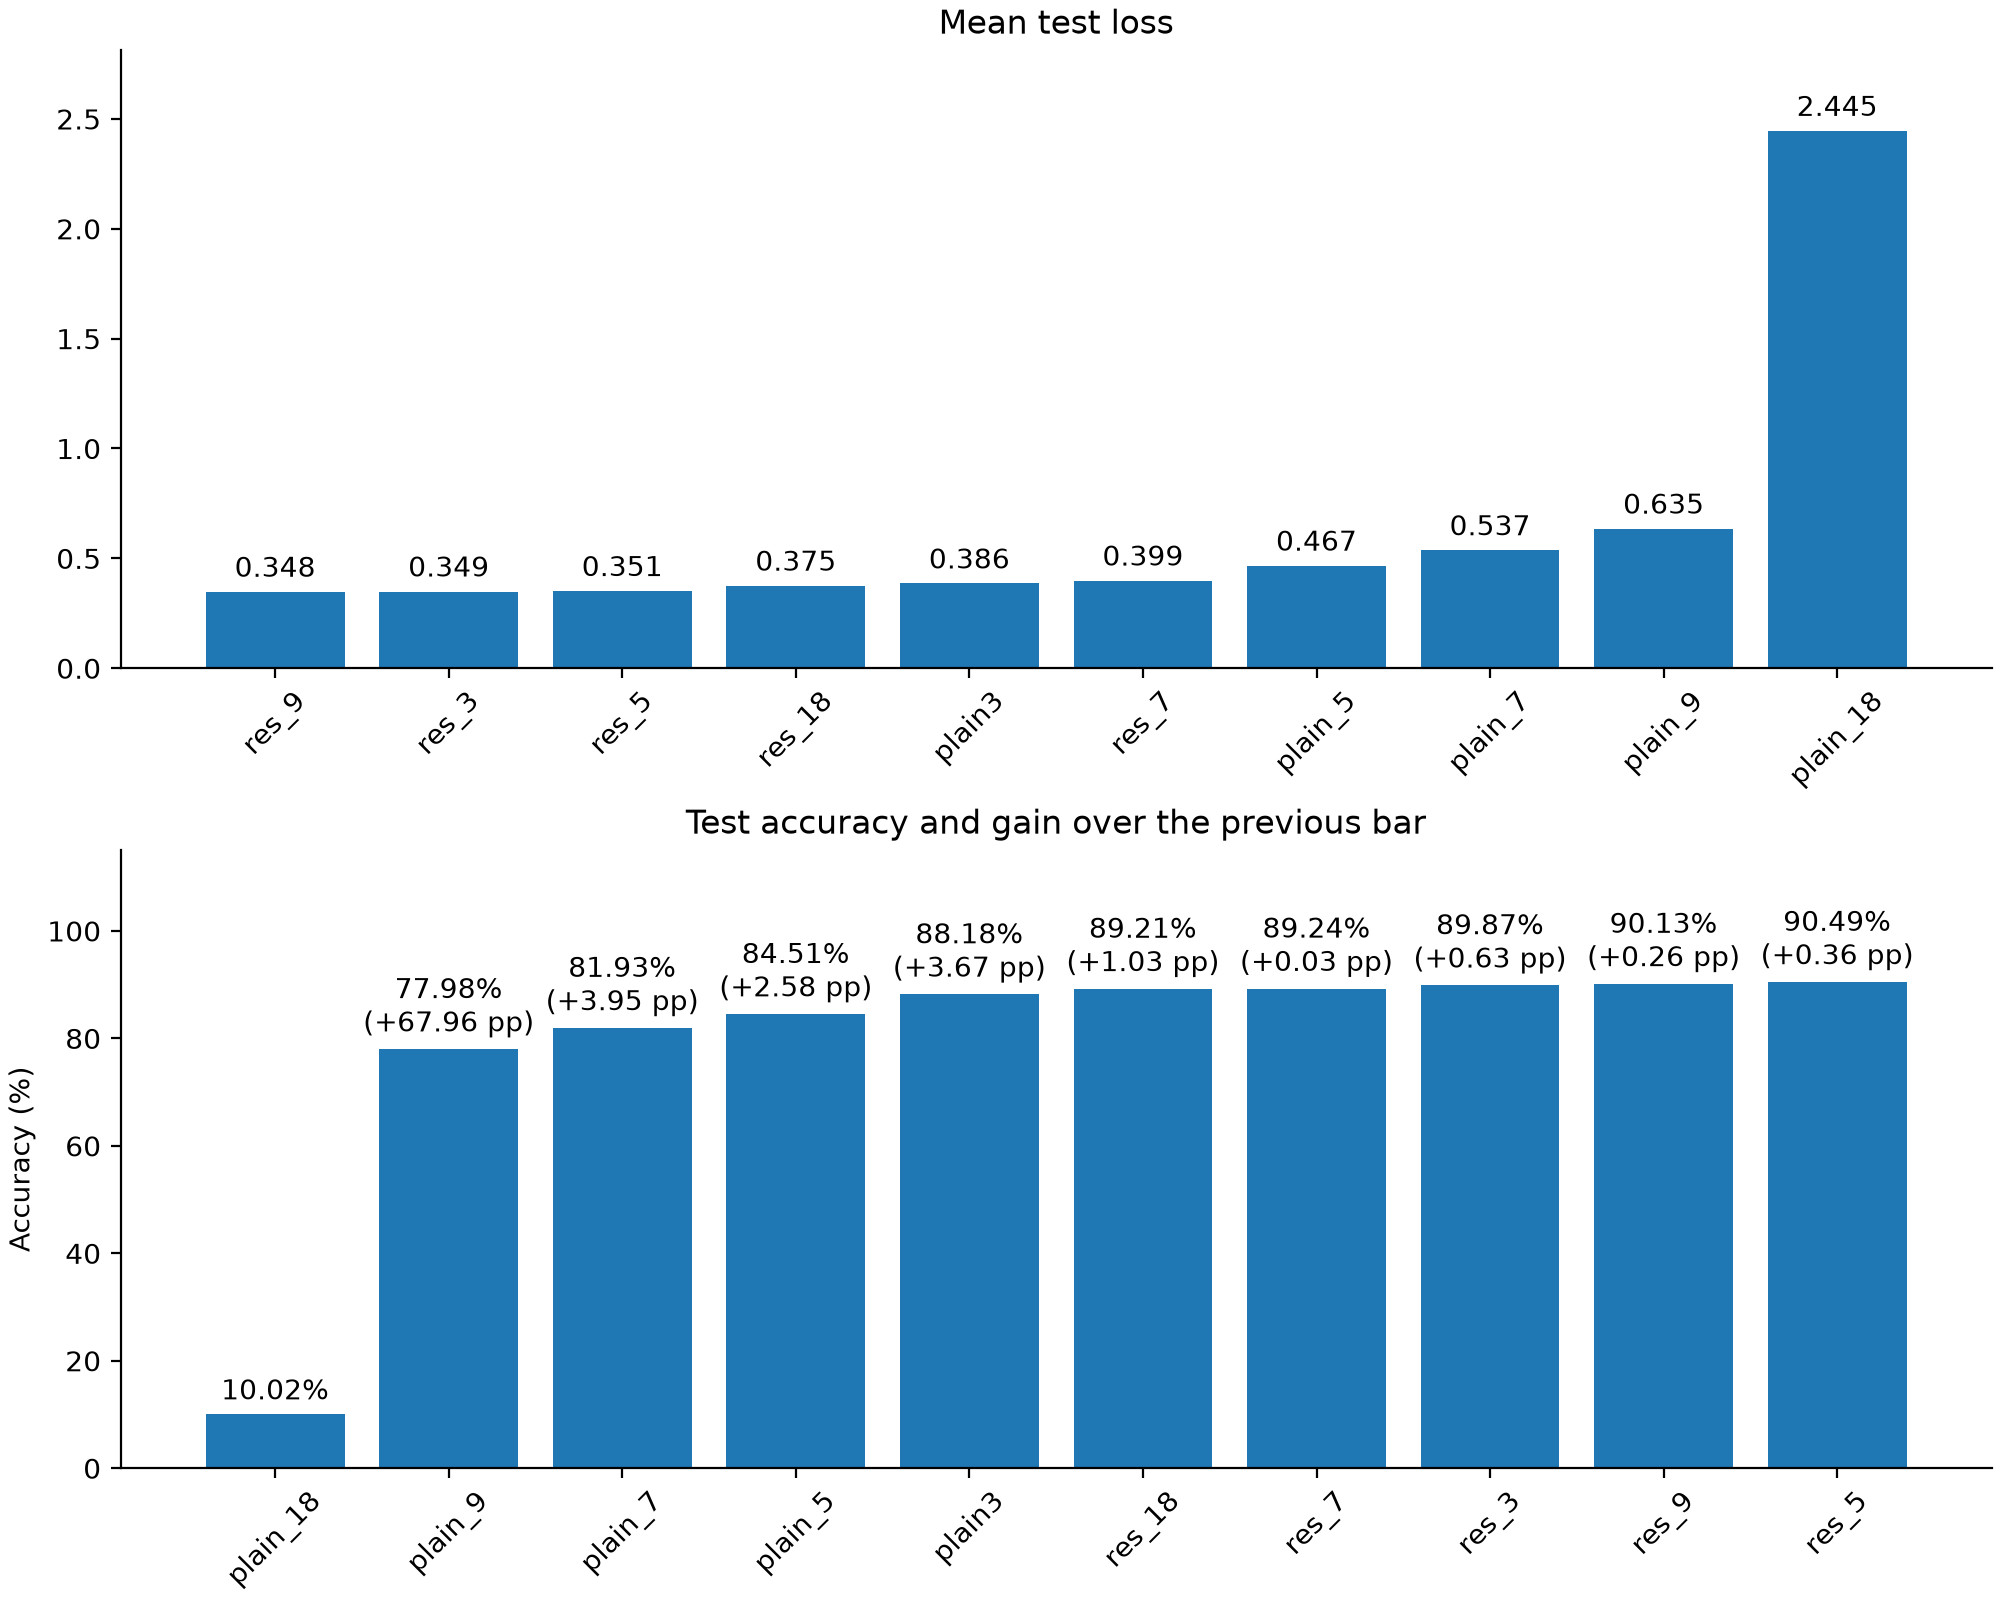 Mean test loss
2.5
2.0
1.5
1.0
0.5
0.0
0.348
0.349
0.351
0.375
0.386
0.399
0.467
0.537
0.635
2.445
res_9
res_3
res_5
res_18
plain3
res_7
plain_5
plain_7
plain_9
plain_18
Test accuracy and gain over the previous bar
Accuracy (%)
100
80
60
40
20
0
10.02%
77.98%
(+67.96 pp)
81.93%
(+3.95 pp)
84.51%
(+2.58 pp)
88.18%
(+3.67 pp)
89.21%
(+1.03 pp)
89.24%
(+0.03 pp)
89.87%
(+0.63 pp)
90.13%
(+0.26 pp)
90.49%
(+0.36 pp)
plain_18
plain_9
plain_7
plain_5
plain3
res_18
res_7
res_3
res_9
res_5